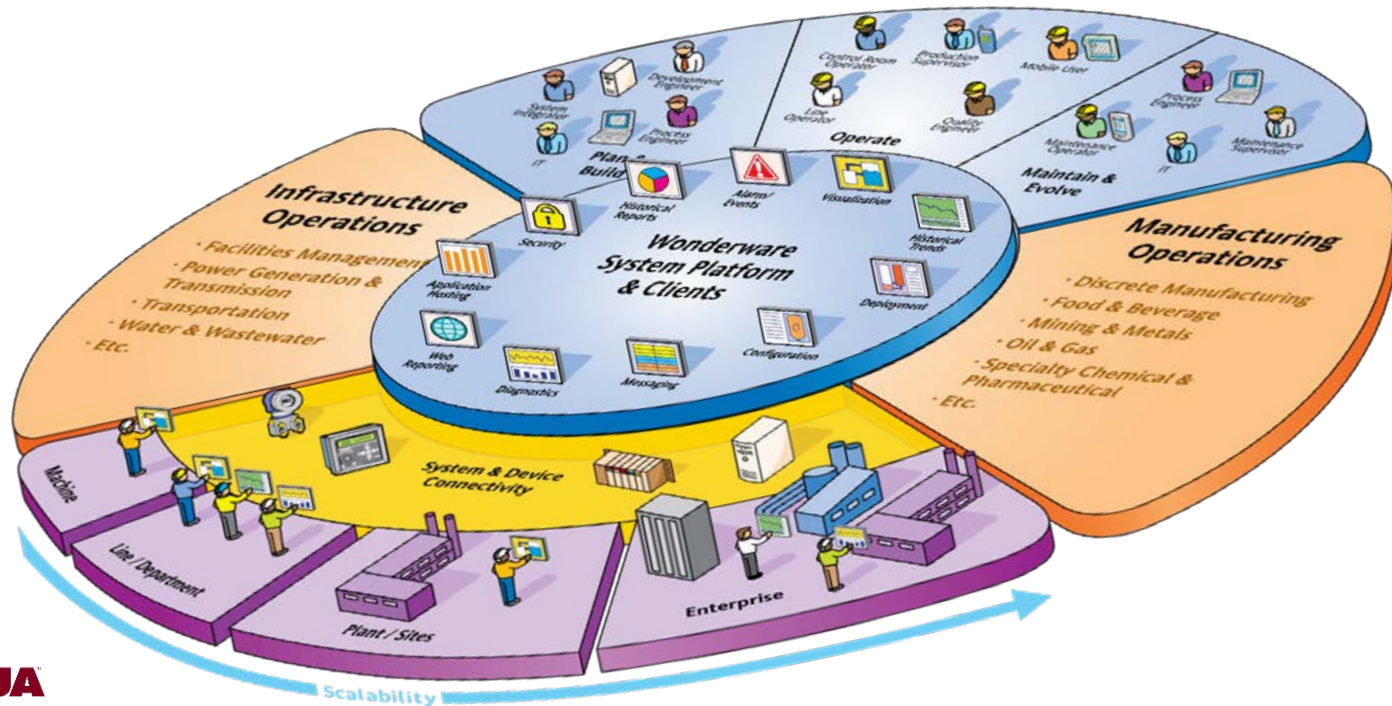 System
Integrator
Development
Engineer
IT
Process
Engineer
Plan &
Build
Control Room
Operator
Production
Supervisor
Mobile User
Line
Operator
Quality
Engineer
Operate
Process
Engineer
Maintenance
Operator
IT
Maintenance
Supervisor
Maintain &
Evolve
Infrastructure
Operations
· Facilities Management
· Power Generation &
Transmission
· Transportation
· Water & Wastewater
· Etc.
Wonderware
System Platform
& Clients
Security
Historical
Reports
Alarm/
Events
Visualization
Historical
Trends
Deployment
Configuration
Messaging
Diagnostics
Web
Reporting
Application
Hosting
Manufacturing
Operations
· Discrete Manufacturing
· Food & Beverage
· Mining & Metals
· Oil & Gas
· Specialty Chemical &
Pharmaceutical
· Etc.
System & Device
Connectivity
Machine
Line / Department
Plant / Sites
Enterprise
Scalability
UA